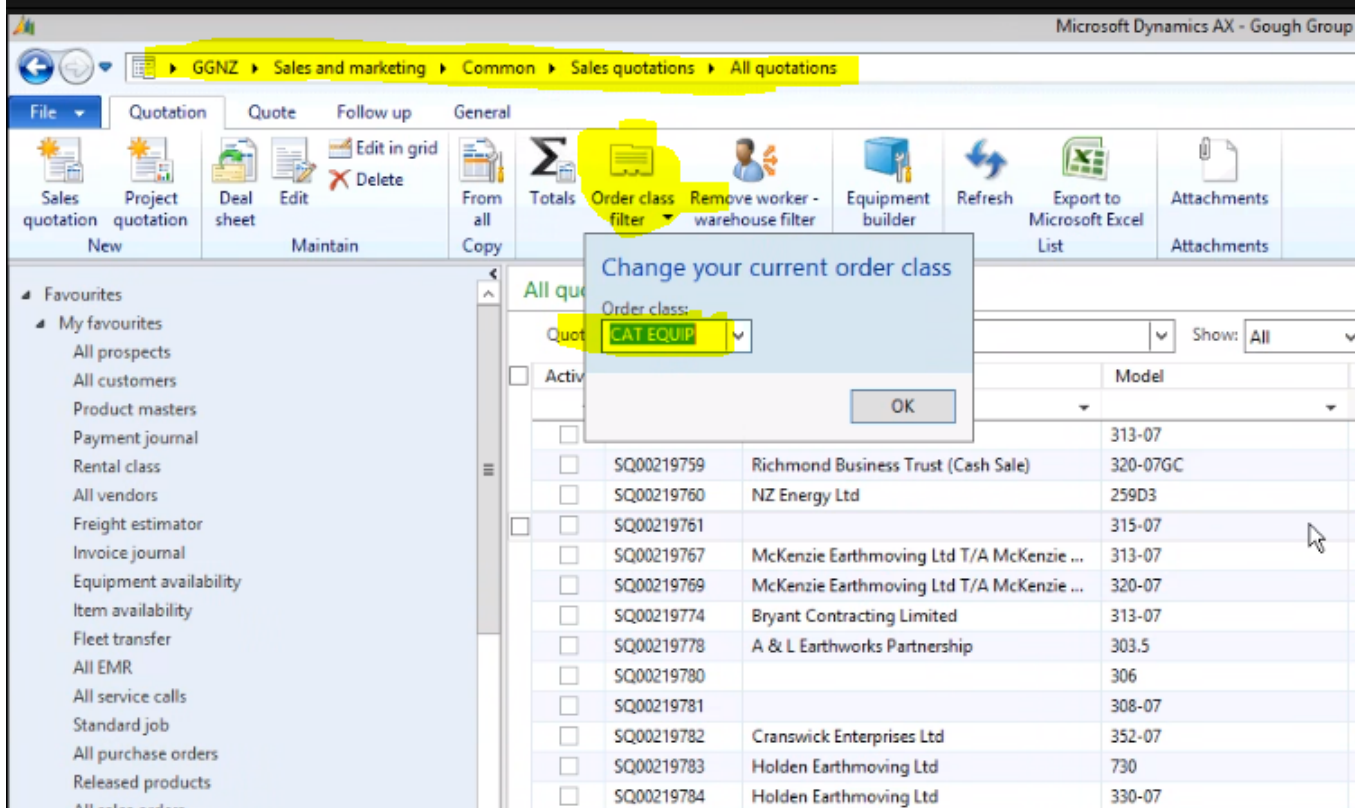 Microsoft Dynamics AX - Gough Group
GGNZ Sales and marketing Common Sales quotations All quotations
File Quotation Quote Follow up General
Sales quotation
Project quotation
New
Deal sheet
Edit
Edit in grid
Delete
Maintain
From all
Copy
Totals
Order class filter
Remove worker - warehouse filter
Equipment builder
Refresh
Export to Microsoft Excel
List
Attachments
Attachments
Favourites
My favourites
All prospects
All customers
Product masters
Payment journal
Rental class
All vendors
Freight estimator
Invoice journal
Equipment availability
Item availability
Fleet transfer
All EMR
All service calls
Standard job
All purchase orders
Released products
All quo
Quot
Show: All
Change your current order class
Order class:
CAT EQUIP
OK
Activ Model
313-07
SQ00219759 Richmond Business Trust (Cash Sale) 320-07GC
SQ00219760 NZ Energy Ltd 259D3
SQ00219761 315-07
SQ00219767 McKenzie Earthmoving Ltd T/A McKenzie ... 313-07
SQ00219769 McKenzie Earthmoving Ltd T/A McKenzie ... 320-07
SQ00219774 Bryant Contracting Limited 313-07
SQ00219778 A & L Earthworks Partnership 303.5
SQ00219780 306
SQ00219781 308-07
SQ00219782 Cranswick Enterprises Ltd 352-07
SQ00219783 Holden Earthmoving Ltd 730
SQ00219784 Holden Earthmoving Ltd 330-07